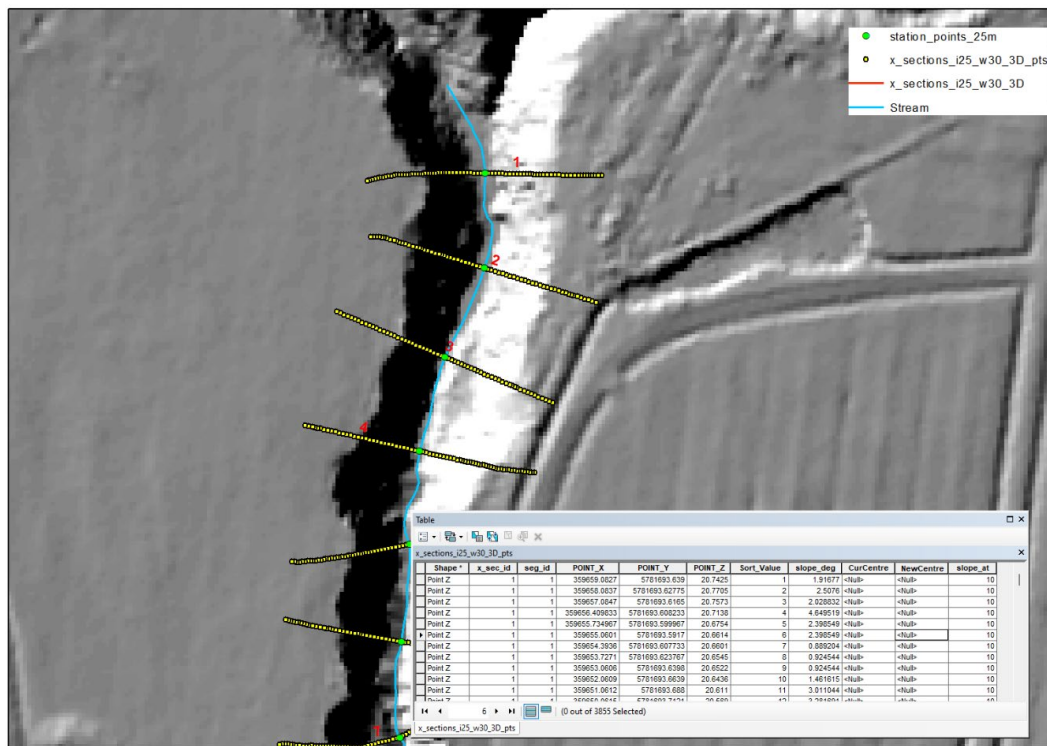 station_points_25m
x_sections_i25_w30_3D_pts
x_sections_i25_w30_3D
Stream
1
2
3
4
7
Table
x_sections_i25_w30_3D_pts
Shape * x_sec_id seg_id POINT_X POINT_Y POINT_Z Sort_Value slope_deg CurCentre NewCentre slope_at
Point Z 1 1 359659.0827 5781693.639 20.7425 1 1.91677 <Null> <Null> 10
Point Z 1 1 359658.0837 5781693.62775 20.7705 2 2.5076 <Null> <Null> 10
Point Z 1 1 359657.0847 5781693.6165 20.7573 3 2.028832 <Null> <Null> 10
Point Z 1 1 359656.409833 5781693.608233 20.7138 4 4.649519 <Null> <Null> 10
Point Z 1 1 359655.734967 5781693.599967 20.6754 5 2.398549 <Null> <Null> 10
Point Z 1 1 359655.0601 5781693.5917 20.6614 6 2.398549 <Null> <Null> 10
Point Z 1 1 359654.3936 5781693.607733 20.6601 7 0.889204 <Null> <Null> 10
Point Z 1 1 359653.7271 5781693.623767 20.6545 8 0.924544 <Null> <Null> 10
Point Z 1 1 359653.0606 5781693.6398 20.6522 9 0.924544 <Null> <Null> 10
Point Z 1 1 359652.0609 5781693.6639 20.6436 10 1.461615 <Null> <Null> 10
Point Z 1 1 359651.0612 5781693.688 20.611 11 3.011044 <Null> <Null> 10
6 (0 out of 3855 Selected)
x_sections_i25_w30_3D_pts